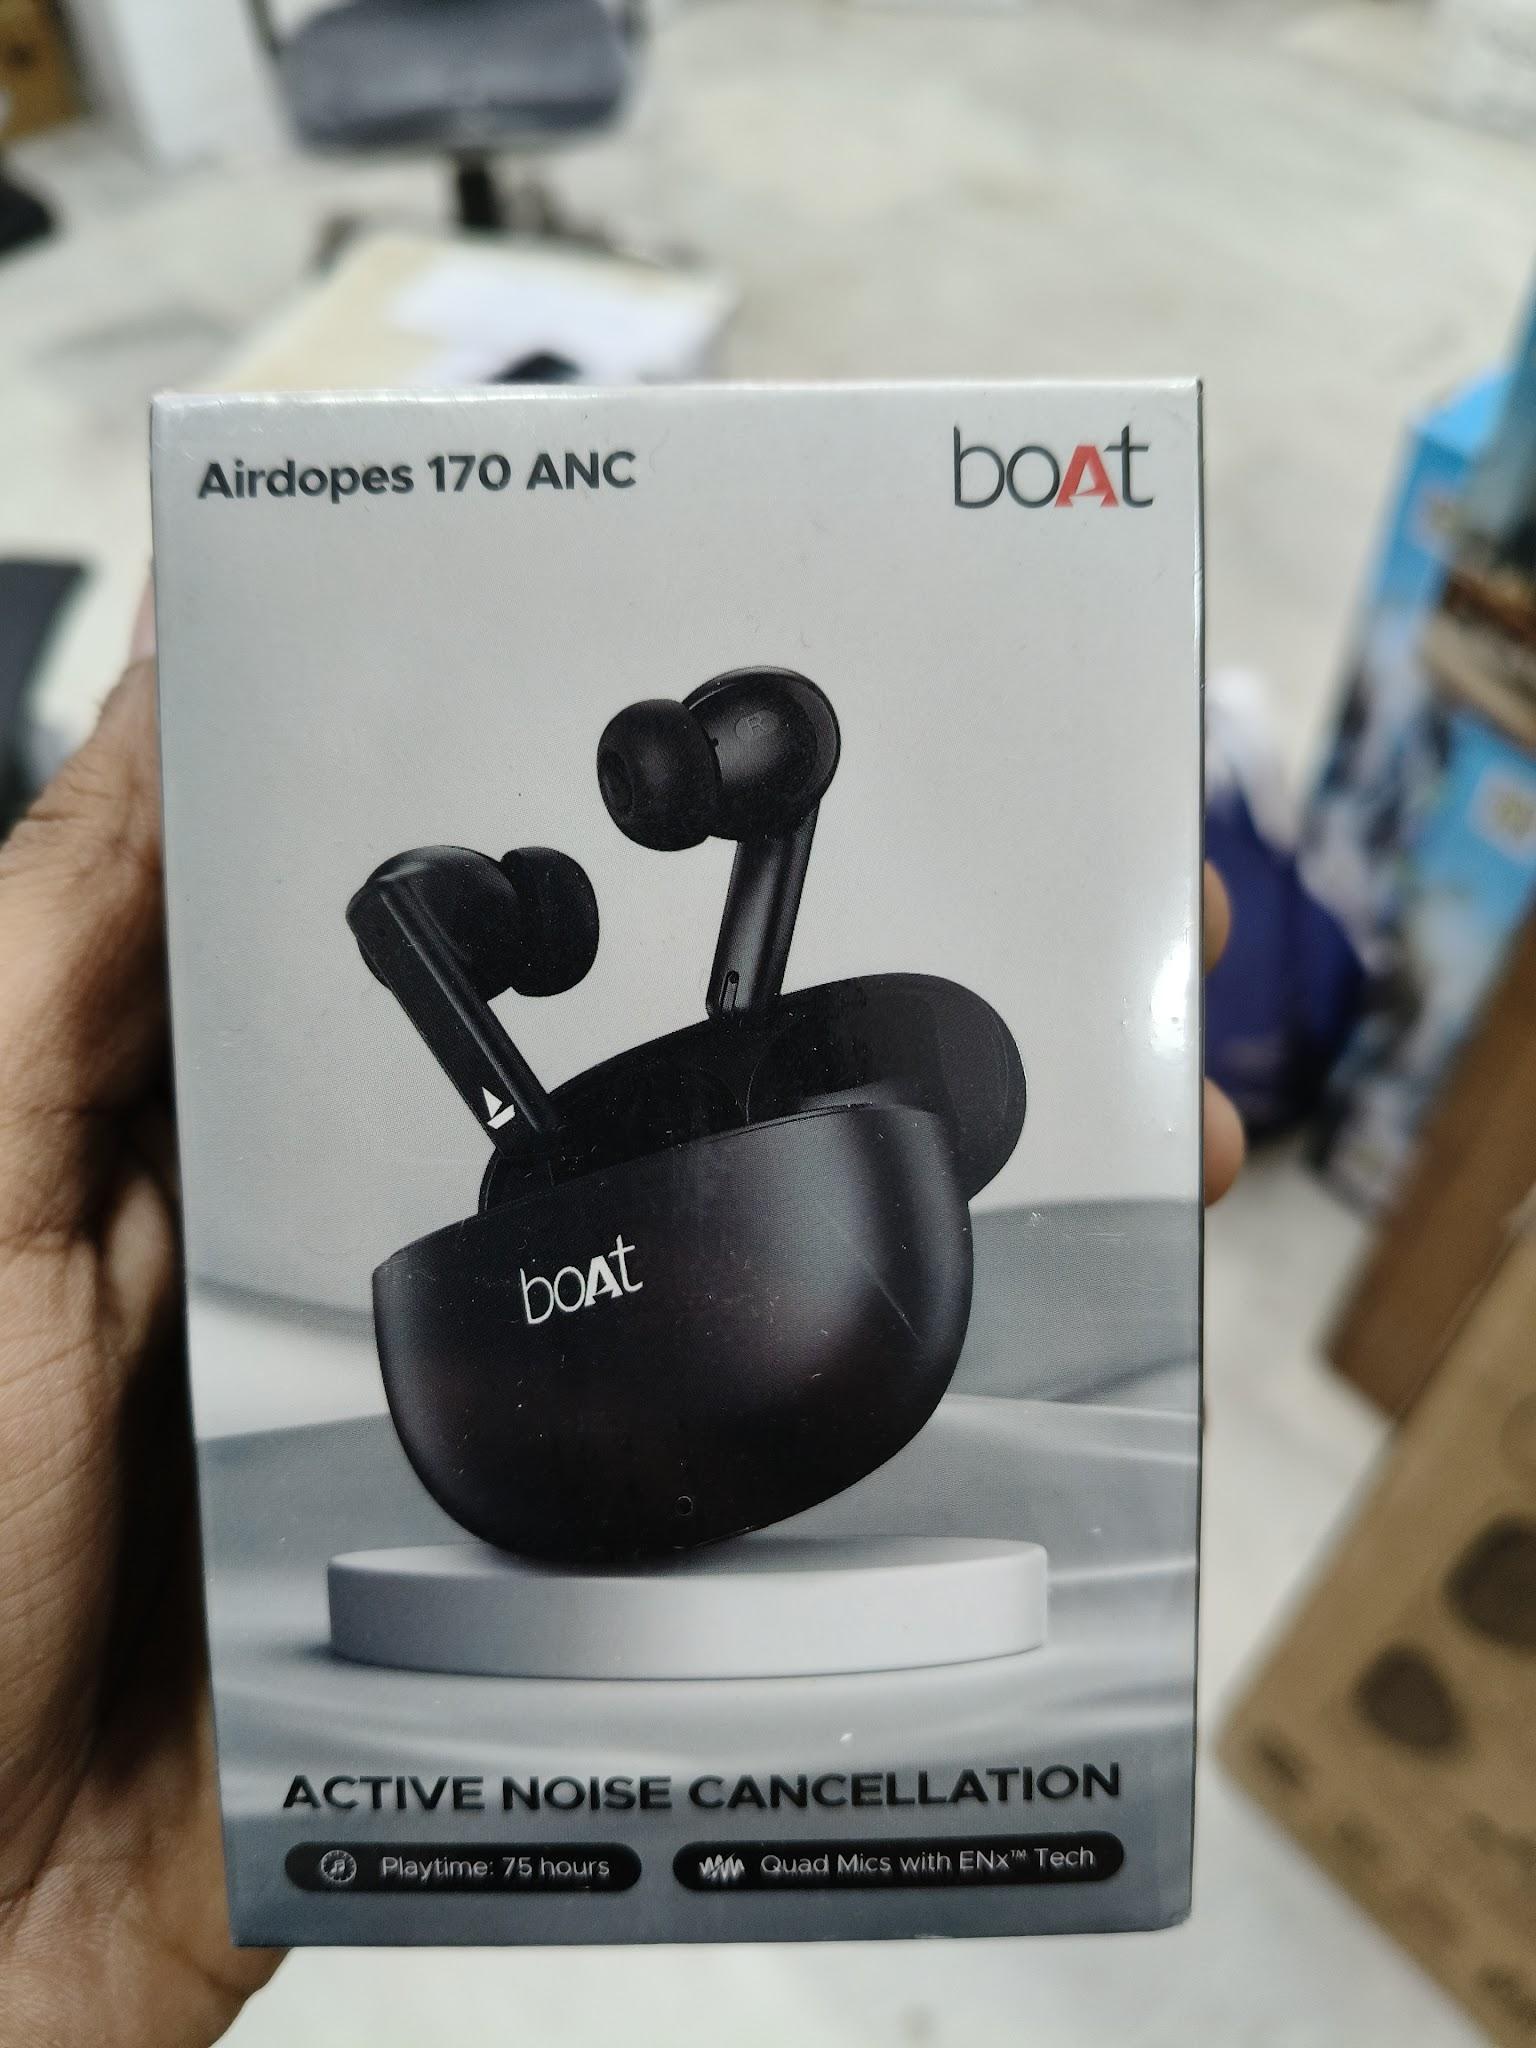 Airdopes 170 ANC
boAt
R
boAt
ACTIVE NOISE CANCELLATION
Playtime: 75 hours
Quad Mics with ENx™ Tech